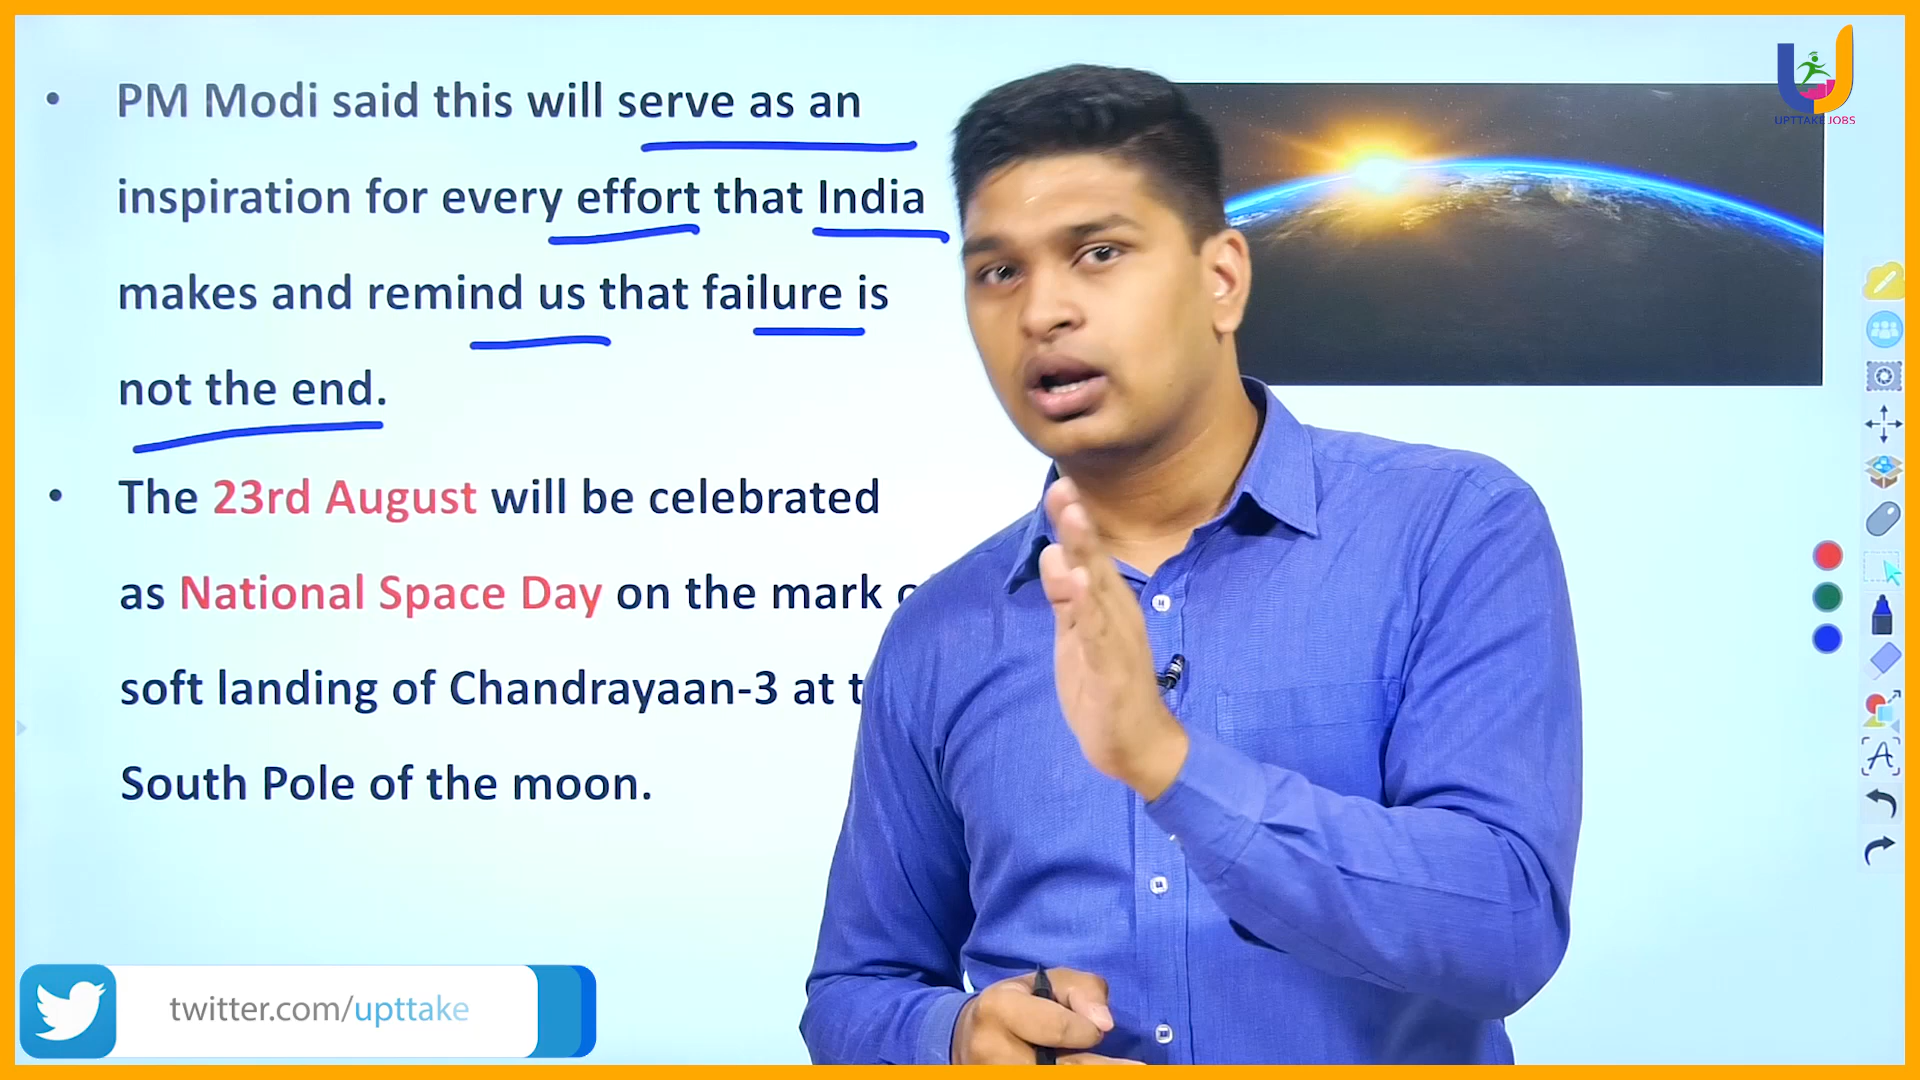 PM Modi said this will serve as an
inspiration for every effort that India
makes and remind us that failure is
not the end.
The 23rd August will be celebrated
as National Space Day on the mark
soft landing of Chandrayaan-3 at
South Pole of the moon.
UPTTAKE JOBS
twitter.com/upttake